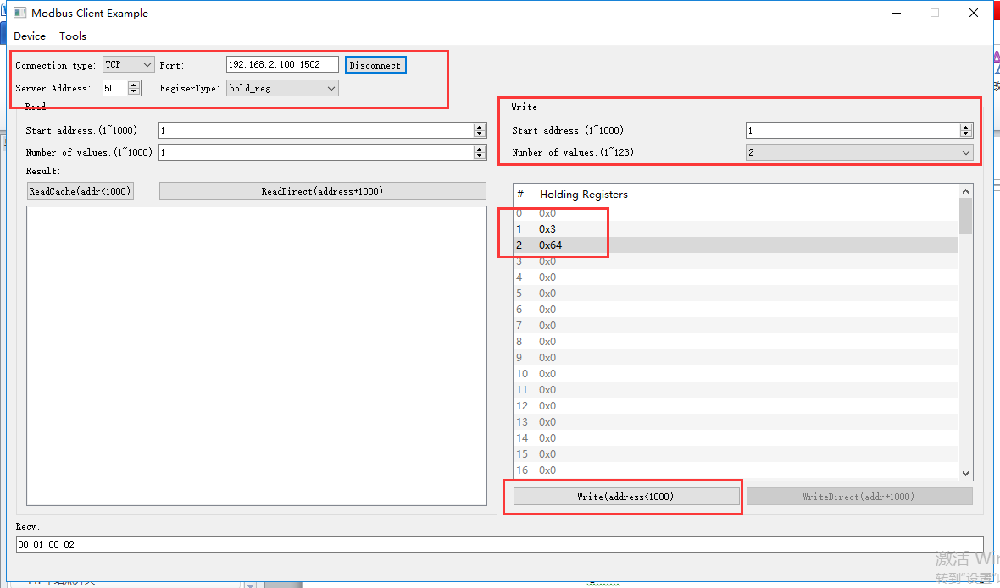 Modbus Client Example
Device Tools
Connection type: TCP Port: 192.168.2.100:1502 Disconnect
Server Address: 50 RegiserType: hold_reg
Read
Start address:(1~1000) 1
Number of values:(1~1000) 1
Result:
ReadCache(addr<1000) ReadDirect(address+1000)
Write
Start address:(1~1000) 1
Number of values:(1~123) 2
# Holding Registers
0 0x0
1 0x3
2 0x64
3 0x0
4 0x0
5 0x0
6 0x0
7 0x0
8 0x0
9 0x0
10 0x0
11 0x0
12 0x0
13 0x0
14 0x0
15 0x0
16 0x0
Write(address<1000) WriteDirect(addr+1000)
Recv:
00 01 00 02
激活 Win
转到"设置"以